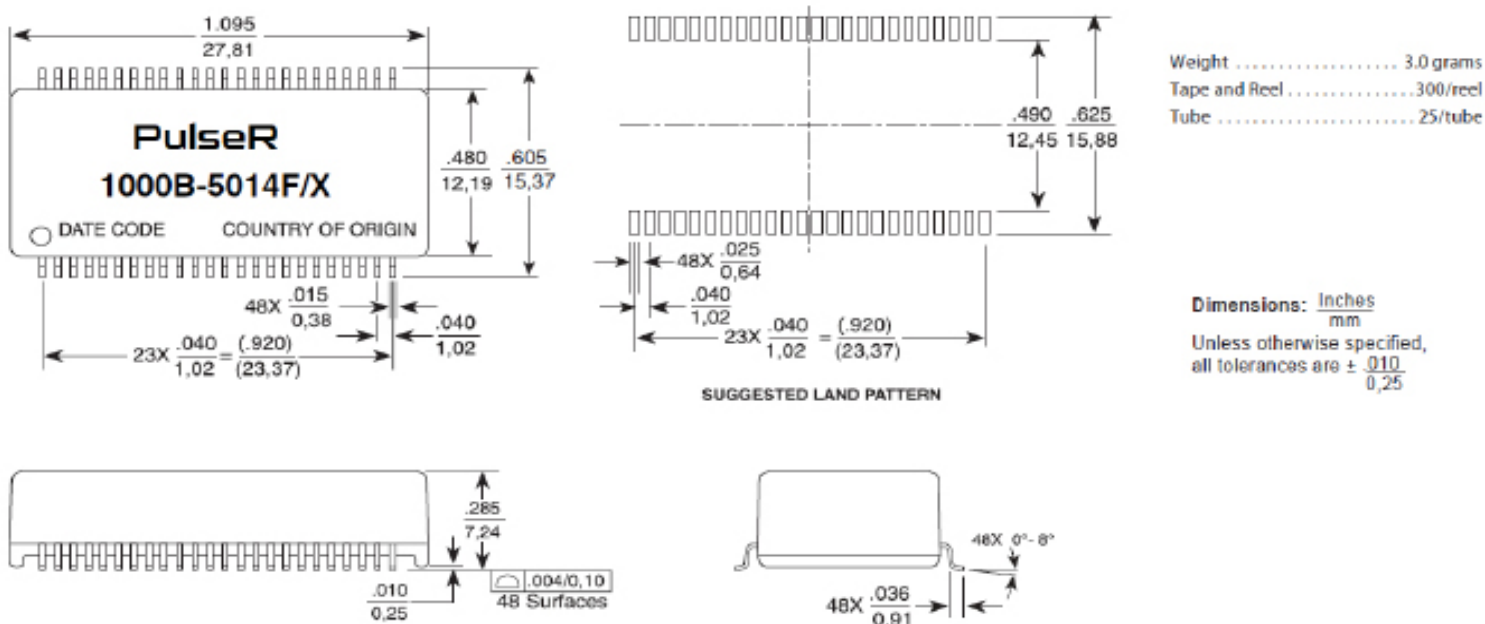 1.095
27,81
PulseR
1000B-5014F/X
DATE CODE COUNTRY OF ORIGIN
.480
12,19
.605
15,37
48X .015
0,38
.040
1,02
23X .040 = (.920)
1,02 (23,37)
.490
12,45
.625
15,88
48X .025
0,64
.040
1,02
23X .040 = (.920)
1,02 (23,37)
SUGGESTED LAND PATTERN
Weight .................. 3.0 grams
Tape and Reel .............. 300/reel
Tube ...................... 25/tube
Dimensions: Inches
mm
Unless otherwise specified,
all tolerances are ± .010
0,25
.285
7,24
.010
0,25
.004/0,10
48 Surfaces
48X 0°- 8°
48X .036
0,91